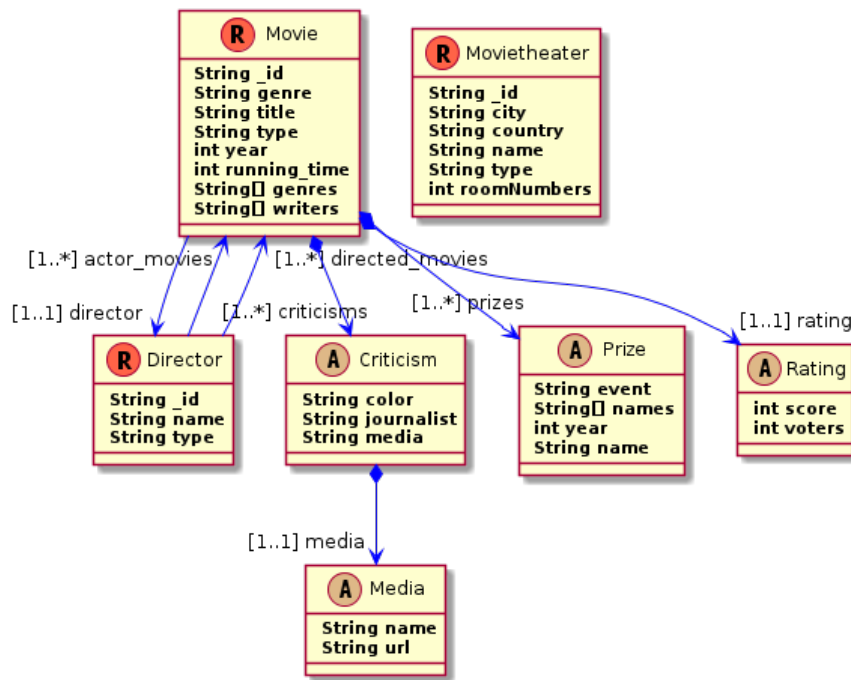 R Movie
String _id
String genre
String title
String type
int year
int running_time
String[] genres
String[] writers
R Movietheater
String _id
String city
String country
String name
String type
int roomNumbers
[1..*] actor_movies
[1..*] directed_movies
[1..1] director
[1..*] criticisms
[1..*] prizes
[1..1] rating
R Director
String _id
String name
String type
A Criticism
String color
String journalist
String media
A Prize
String event
String[] names
int year
String name
A Rating
int score
int voters
[1..1] media
A Media
String name
String url